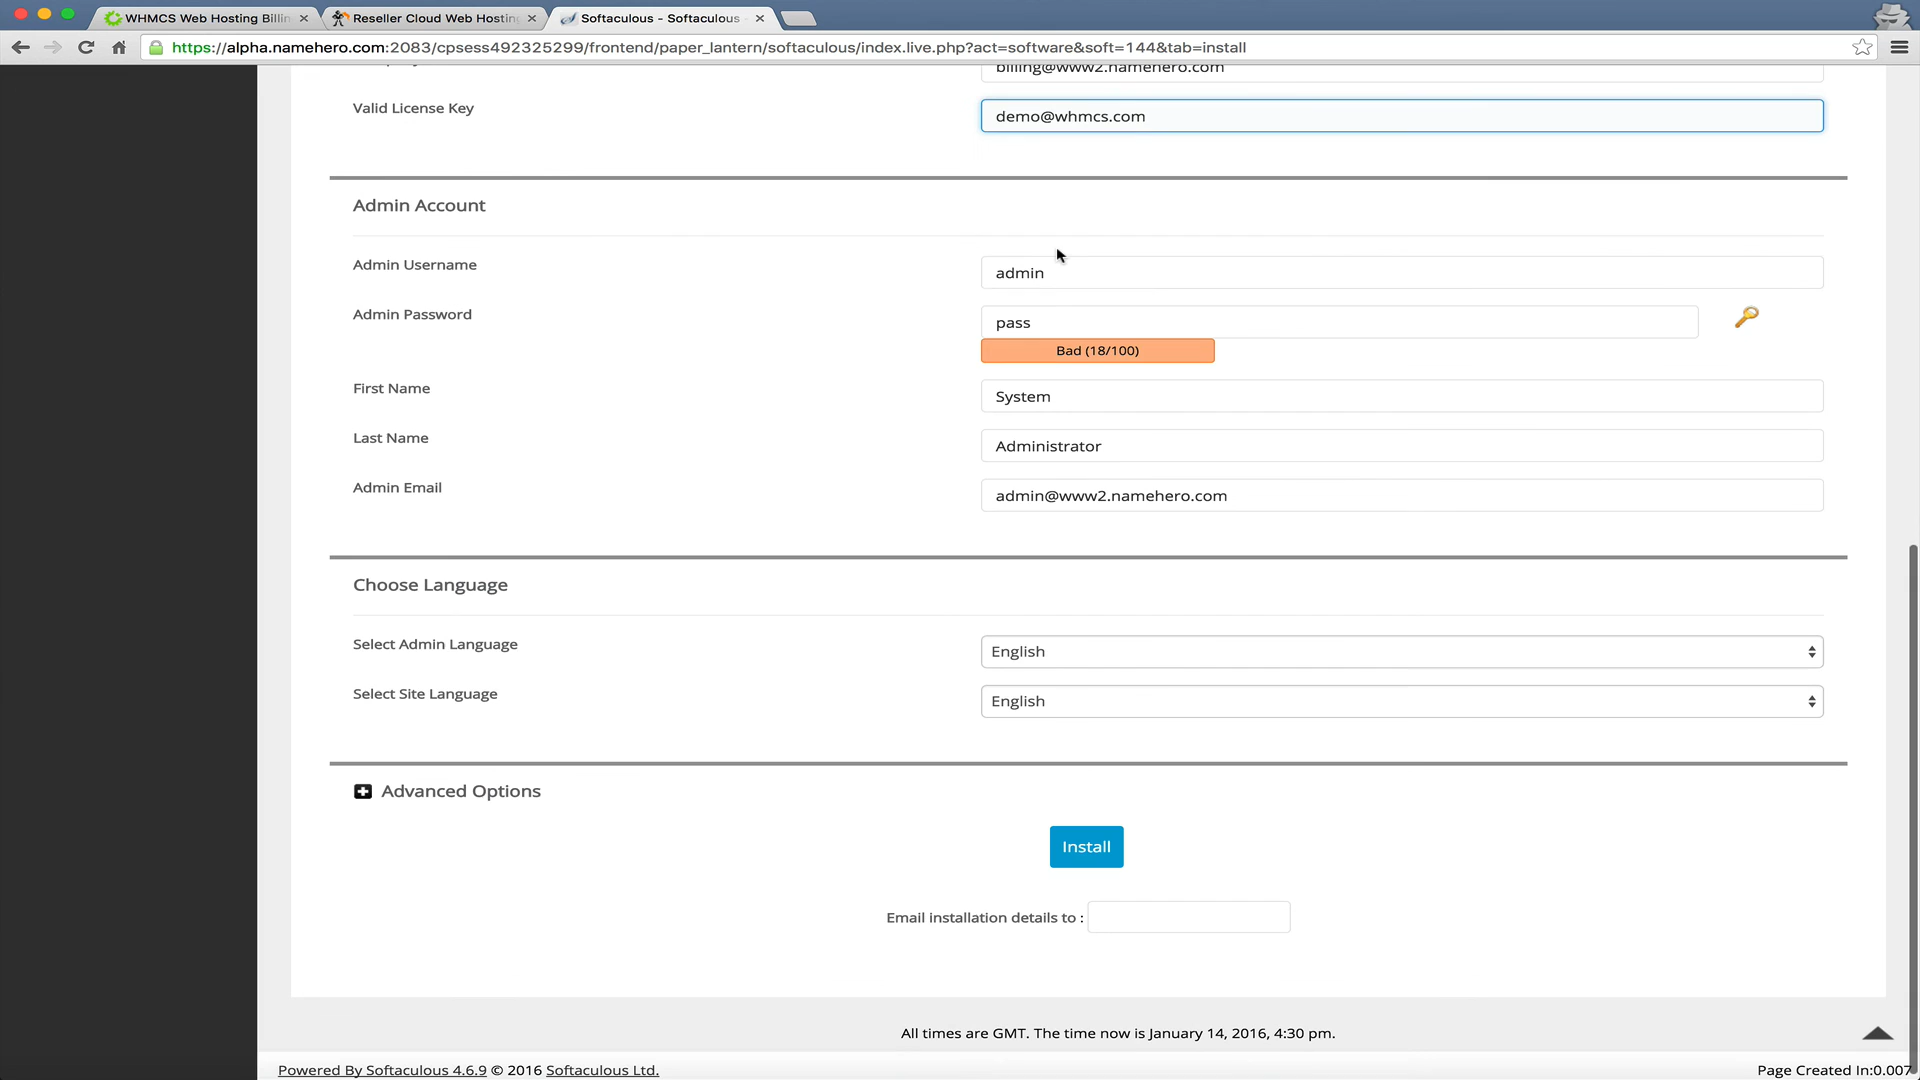 WHMCS Web Hosting Billin
Reseller Cloud Web Hosting
Softaculous - Softaculous
https://alpha.namehero.com:2083/cpsess492325299/frontend/paper_lantern/softaculous/index.live.php?act=software&soft=144&tab=install
billing@www2.namehero.com
Valid License Key
demo@whmcs.com
Admin Account
Admin Username
admin
Admin Password
pass
Bad (18/100)
First Name
System
Last Name
Administrator
Admin Email
admin@www2.namehero.com
Choose Language
Select Admin Language
English
Select Site Language
English
Advanced Options
Install
Email installation details to :
All times are GMT. The time now is January 14, 2016, 4:30 pm.
Powered By Softaculous 4.6.9 © 2016 Softaculous Ltd.
Page Created In:0.007